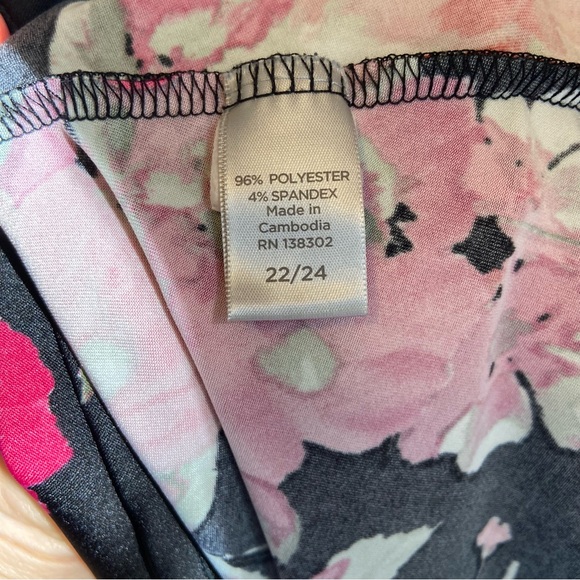 96% POLYESTER
4% SPANDEX
Made in
Cambodia
RN 138302
22/24